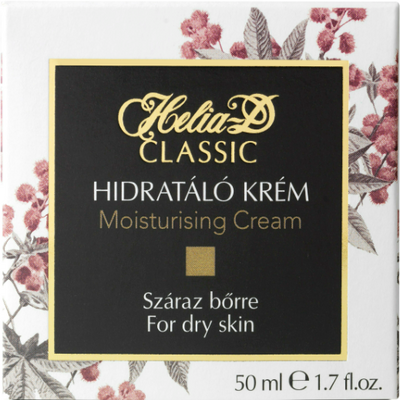 Helia-D
CLASSIC
HIDRATÁLÓ KRÉM
Moisturising Cream
Száraz bőrre
For dry skin
50 ml ℮ 1.7 fl.oz.